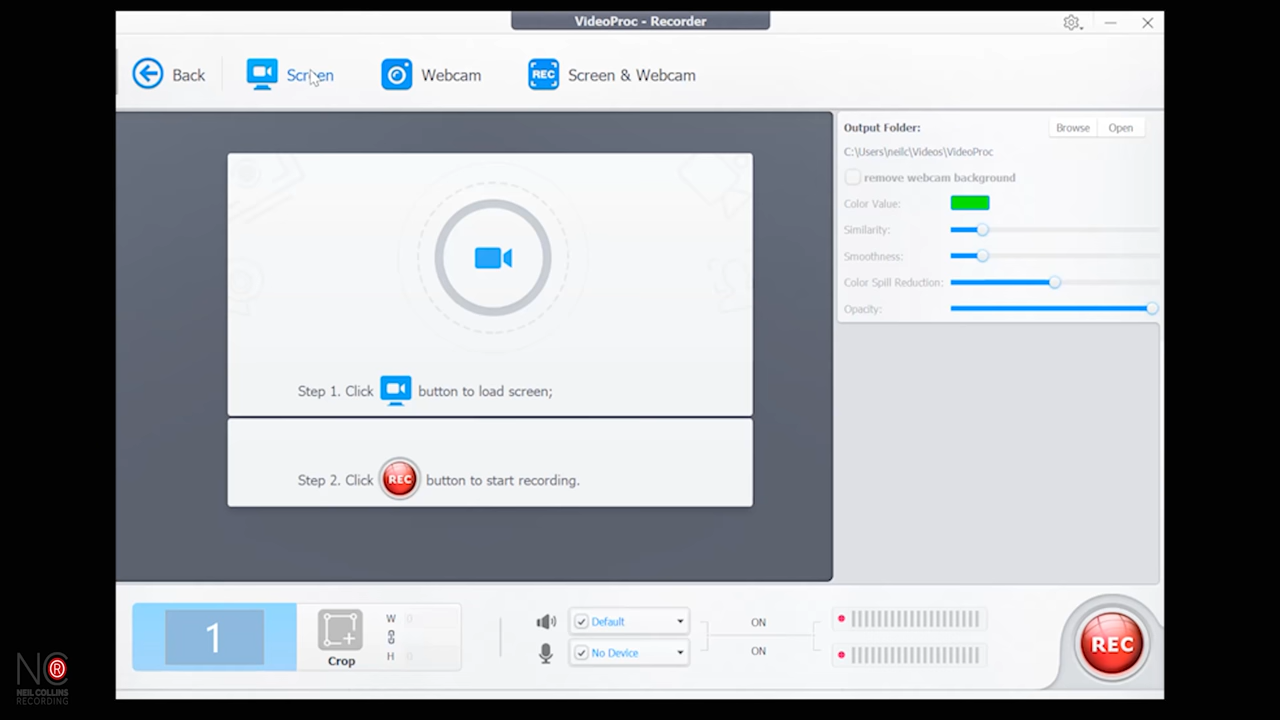 VideoProc - Recorder
Back
Screen
Webcam
REC
Screen & Webcam
Output Folder:
Browse
Open
C:\Users\neilc\Videos\VideoProc
remove webcam background
Color Value:
Similarity:
Smoothness:
Color Spill Reduction:
Opacity:
Step 1. Click button to load screen;
Step 2. Click REC button to start recording.
1
Crop
W 0
H 0
Default
ON
No Device
ON
REC
NC R
NEIL COLLINS
RECORDING